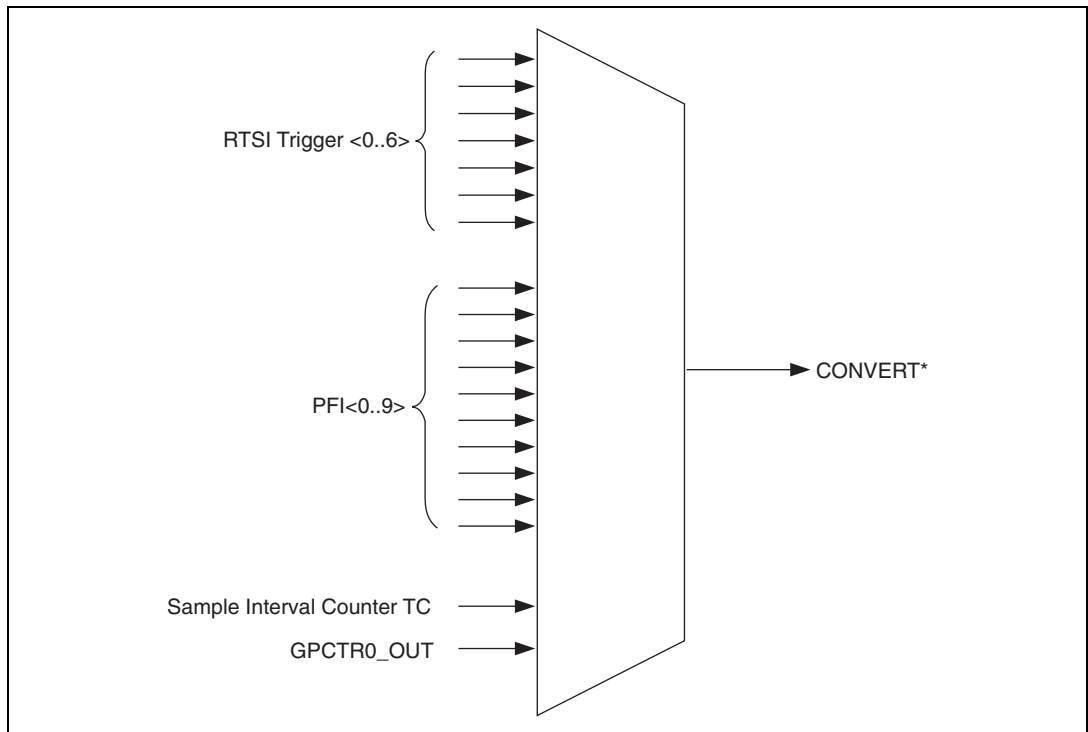 RTSI Trigger <0..6>
PFI<0..9>
CONVERT*
Sample Interval Counter TC
GPCTR0_OUT